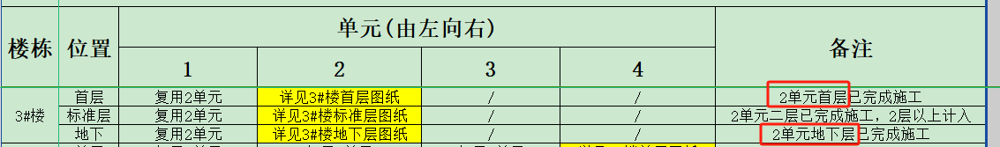 楼栋 位置 单元(由左向右) 备注
1 2 3 4
3#楼 首层 复用2单元 详见3#楼首层图纸 / / 2单元首层已完成施工
标准层 复用2单元 详见3#楼标准层图纸 / / 2单元二层已完成施工, 2层以上计入
地下 复用2单元 详见3#楼地下层图纸 / / 2单元地下层已完成施工